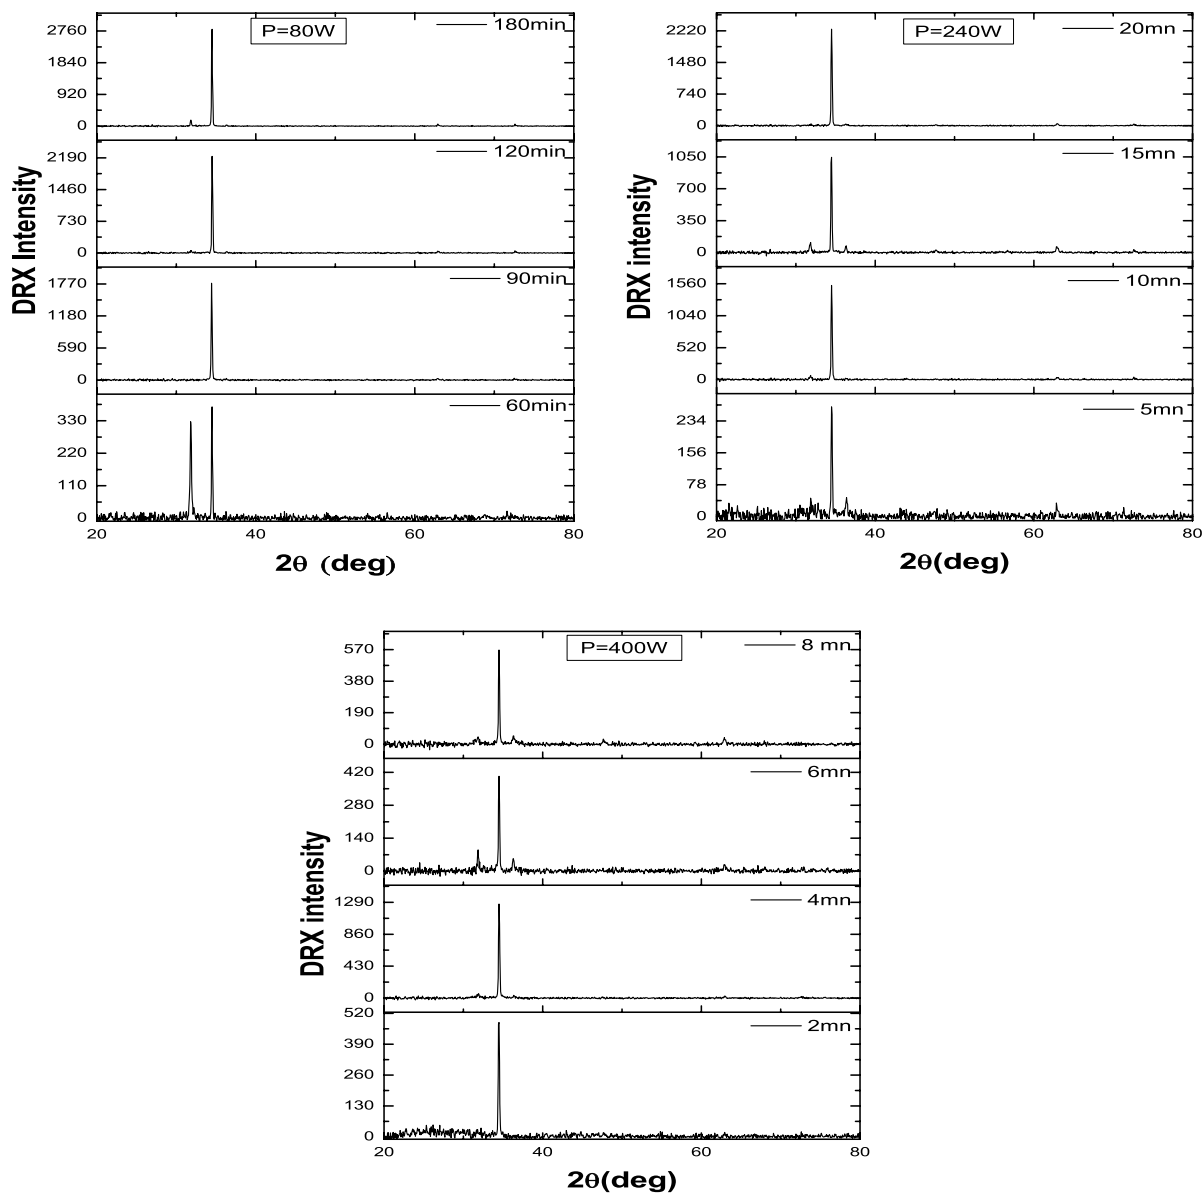 P=80W
180min
2760
1840
920
0
120min
2190
1460
730
0
90min
1770
1180
590
0
60min
330
220
110
0
20 40 60 80
DRX Intensity
2θ (deg)
P=240W
20mn
2220
1480
740
0
15mn
1050
700
350
0
10mn
1560
1040
520
0
5mn
234
156
78
0
20 40 60 80
DRX intensity
2θ(deg)
P=400W
8 mn
570
380
190
0
6mn
420
280
140
0
4mn
1290
860
430
0
2mn
520
390
260
130
0
20 40 60 80
DRX intensity
2θ(deg)